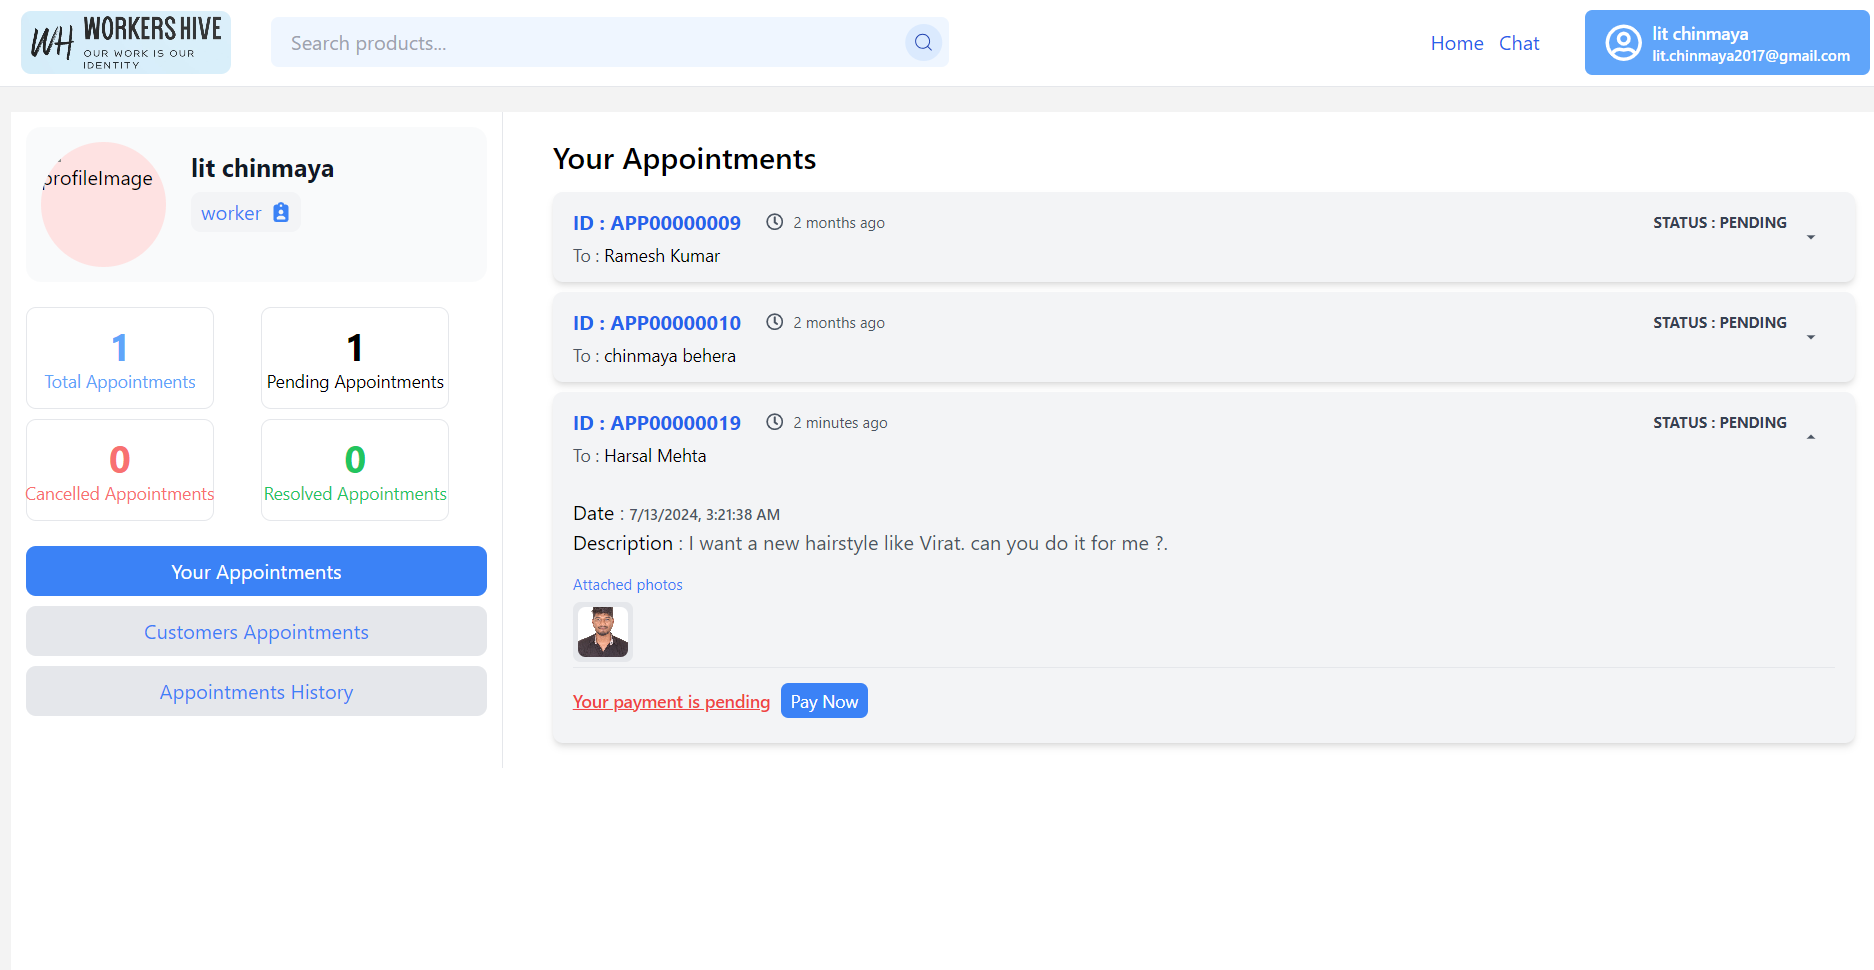 WH WORKERS HIVE
OUR WORK IS OUR
IDENTITY
Search products...
Home Chat
lit chinmaya
lit.chinmaya2017@gmail.com
profileImage
lit chinmaya
worker
1
Total Appointments
1
Pending Appointments
0
Cancelled Appointments
0
Resolved Appointments
Your Appointments
Customers Appointments
Appointments History
Your Appointments
ID : APP00000009 2 months ago STATUS : PENDING
To : Ramesh Kumar
ID : APP00000010 2 months ago STATUS : PENDING
To : chinmaya behera
ID : APP00000019 2 minutes ago STATUS : PENDING
To : Harsal Mehta
Date : 7/13/2024, 3:21:38 AM
Description : I want a new hairstyle like Virat. can you do it for me ?.
Attached photos
Your payment is pending Pay Now